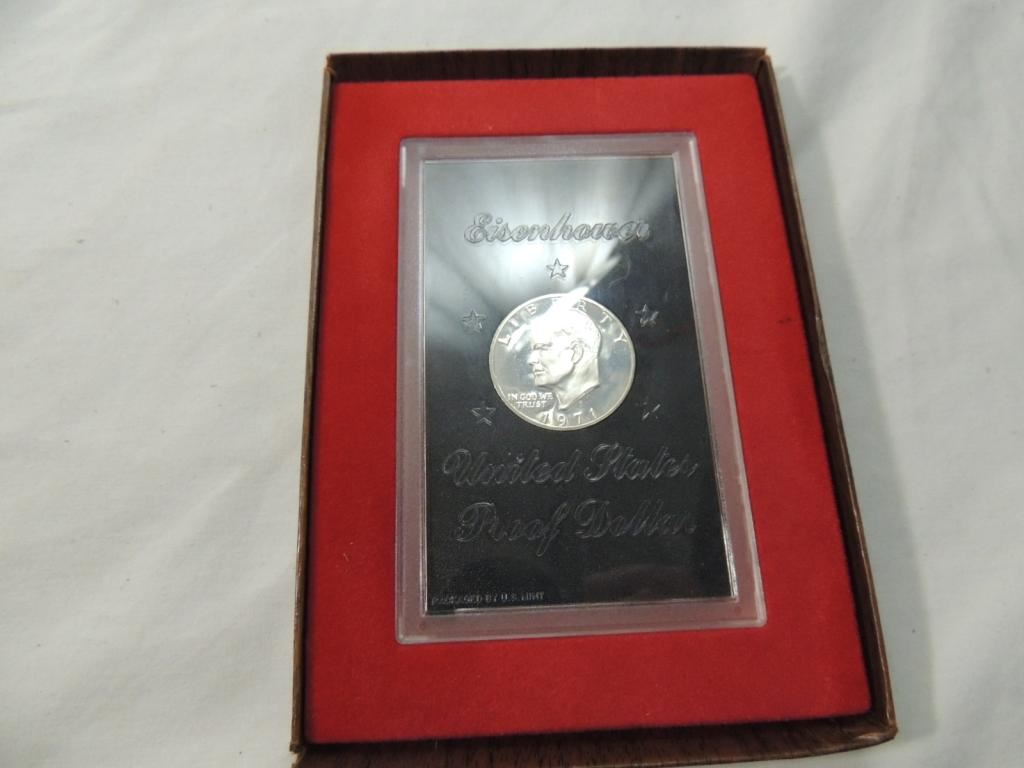 Eisenhower
LIBERTY
IN GOD WE
TRUST
1971
United States
Proof Dollar
PACKAGED BY U.S. MINT